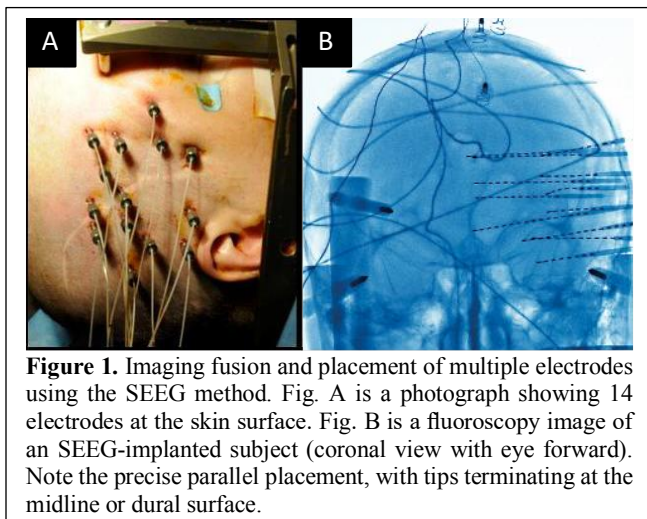 A
B
Figure 1. Imaging fusion and placement of multiple electrodes
using the SEEG method. Fig. A is a photograph showing 14
electrodes at the skin surface. Fig. B is a fluoroscopy image of
an SEEG-implanted subject (coronal view with eye forward).
Note the precise parallel placement, with tips terminating at the
midline or dural surface.